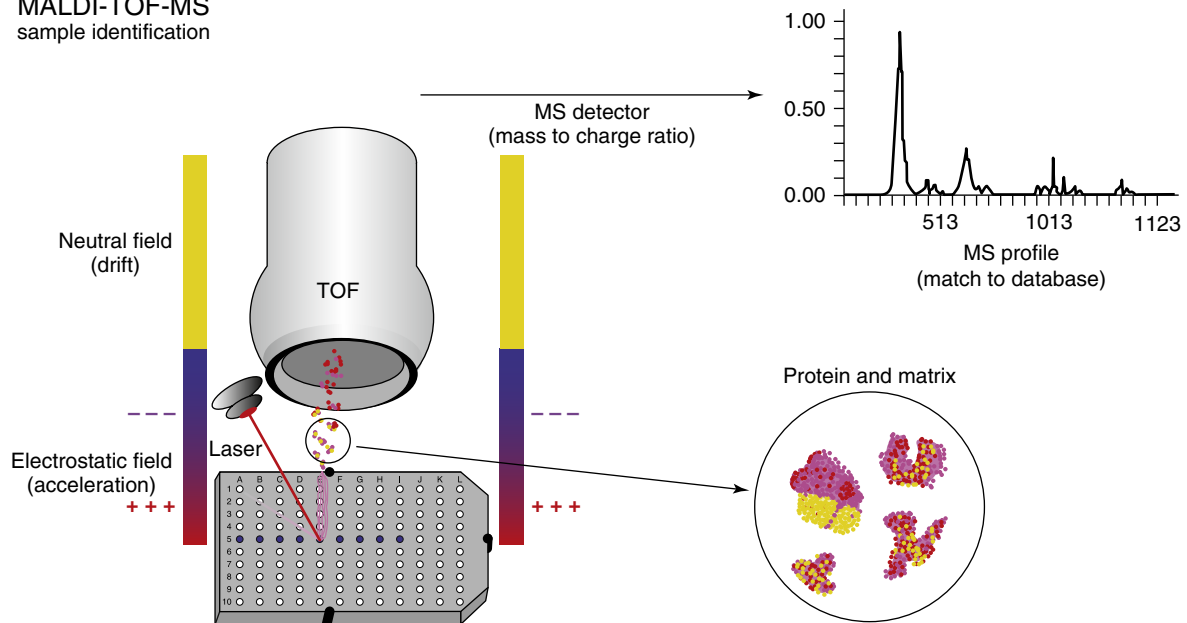 MALDI-TOF-MS
sample identification
1.00
0.50
0.00
513
1013
1123
MS profile
(match to database)
MS detector
(mass to charge ratio)
Neutral field
(drift)
TOF
Laser
– – –
– – –
Electrostatic field
(acceleration)
+ + +
+ + +
A B C D E F G H I J K L
1
2
3
4
5
6
7
8
9
10
Protein and matrix